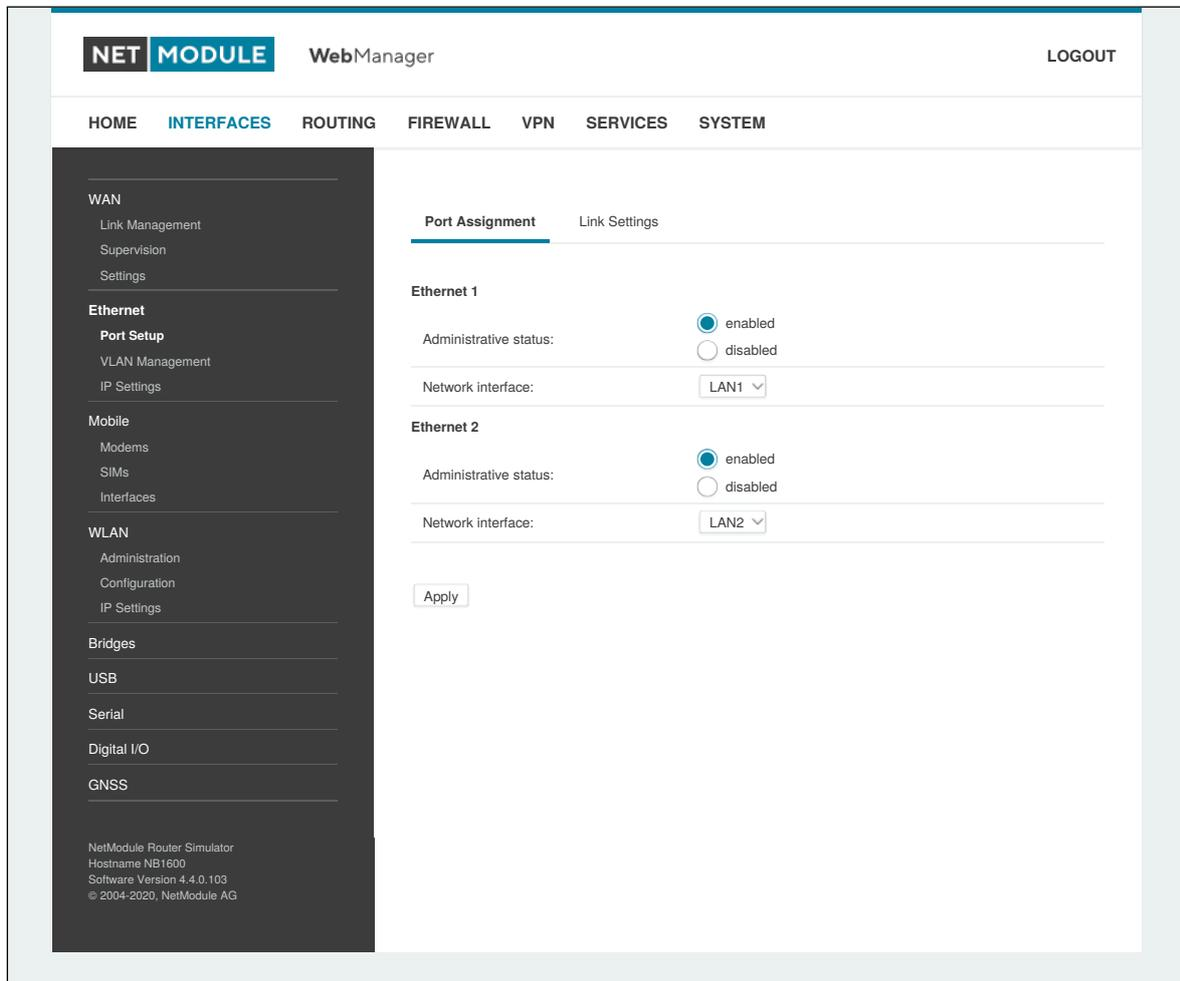 NET MODULE WebManager LOGOUT
HOME INTERFACES ROUTING FIREWALL VPN SERVICES SYSTEM
WAN
Link Management
Supervision
Settings
Ethernet
Port Setup
VLAN Management
IP Settings
Mobile
Modems
SIMs
Interfaces
WLAN
Administration
Configuration
IP Settings
Bridges
USB
Serial
Digital I/O
GNSS
NetModule Router Simulator
Hostname NB1600
Software Version 4.4.0.103
© 2004-2020, NetModule AG
Port Assignment Link Settings
Ethernet 1
Administrative status:
enabled
disabled
Network interface: LAN1
Ethernet 2
Administrative status:
enabled
disabled
Network interface: LAN2
Apply